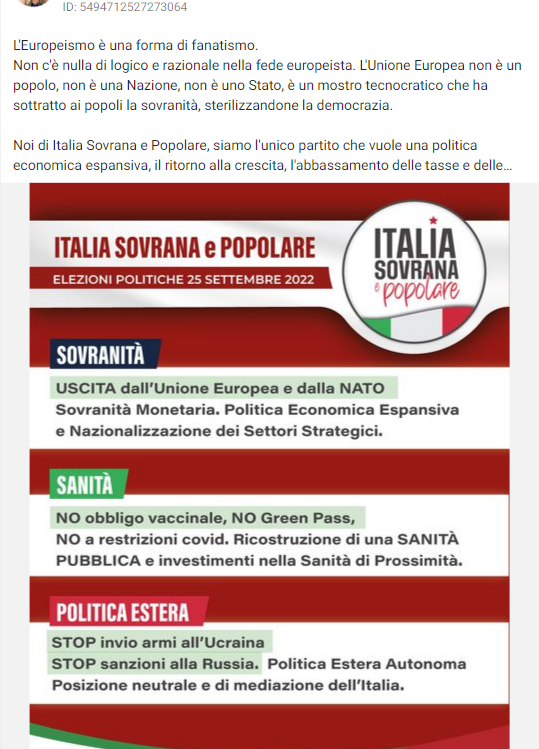 ID: 5494712527273064
L'Europeismo è una forma di fanatismo.
Non c'è nulla di logico e razionale nella fede europeista. L'Unione Europea non è un
popolo, non è una Nazione, non è uno Stato, è un mostro tecnocratico che ha
sottratto ai popoli la sovranità, sterilizzandone la democrazia.
Noi di Italia Sovrana e Popolare, siamo l'unico partito che vuole una politica
economica espansiva, il ritorno alla crescita, l'abbassamento delle tasse e delle...
ITALIA SOVRANA e POPOLARE
ELEZIONI POLITICHE 25 SETTEMBRE 2022
ITALIA
SOVRANA
e popolare
SOVRANITÀ
USCITA dall'Unione Europea e dalla NATO
Sovranità Monetaria. Politica Economica Espansiva
e Nazionalizzazione dei Settori Strategici.
SANITÀ
NO obbligo vaccinale, NO Green Pass,
NO a restrizioni covid. Ricostruzione di una SANITÀ
PUBBLICA e investimenti nella Sanità di Prossimità.
POLITICA ESTERA
STOP invio armi all'Ucraina
STOP sanzioni alla Russia. Politica Estera Autonoma
Posizione neutrale e di mediazione dell'Italia.